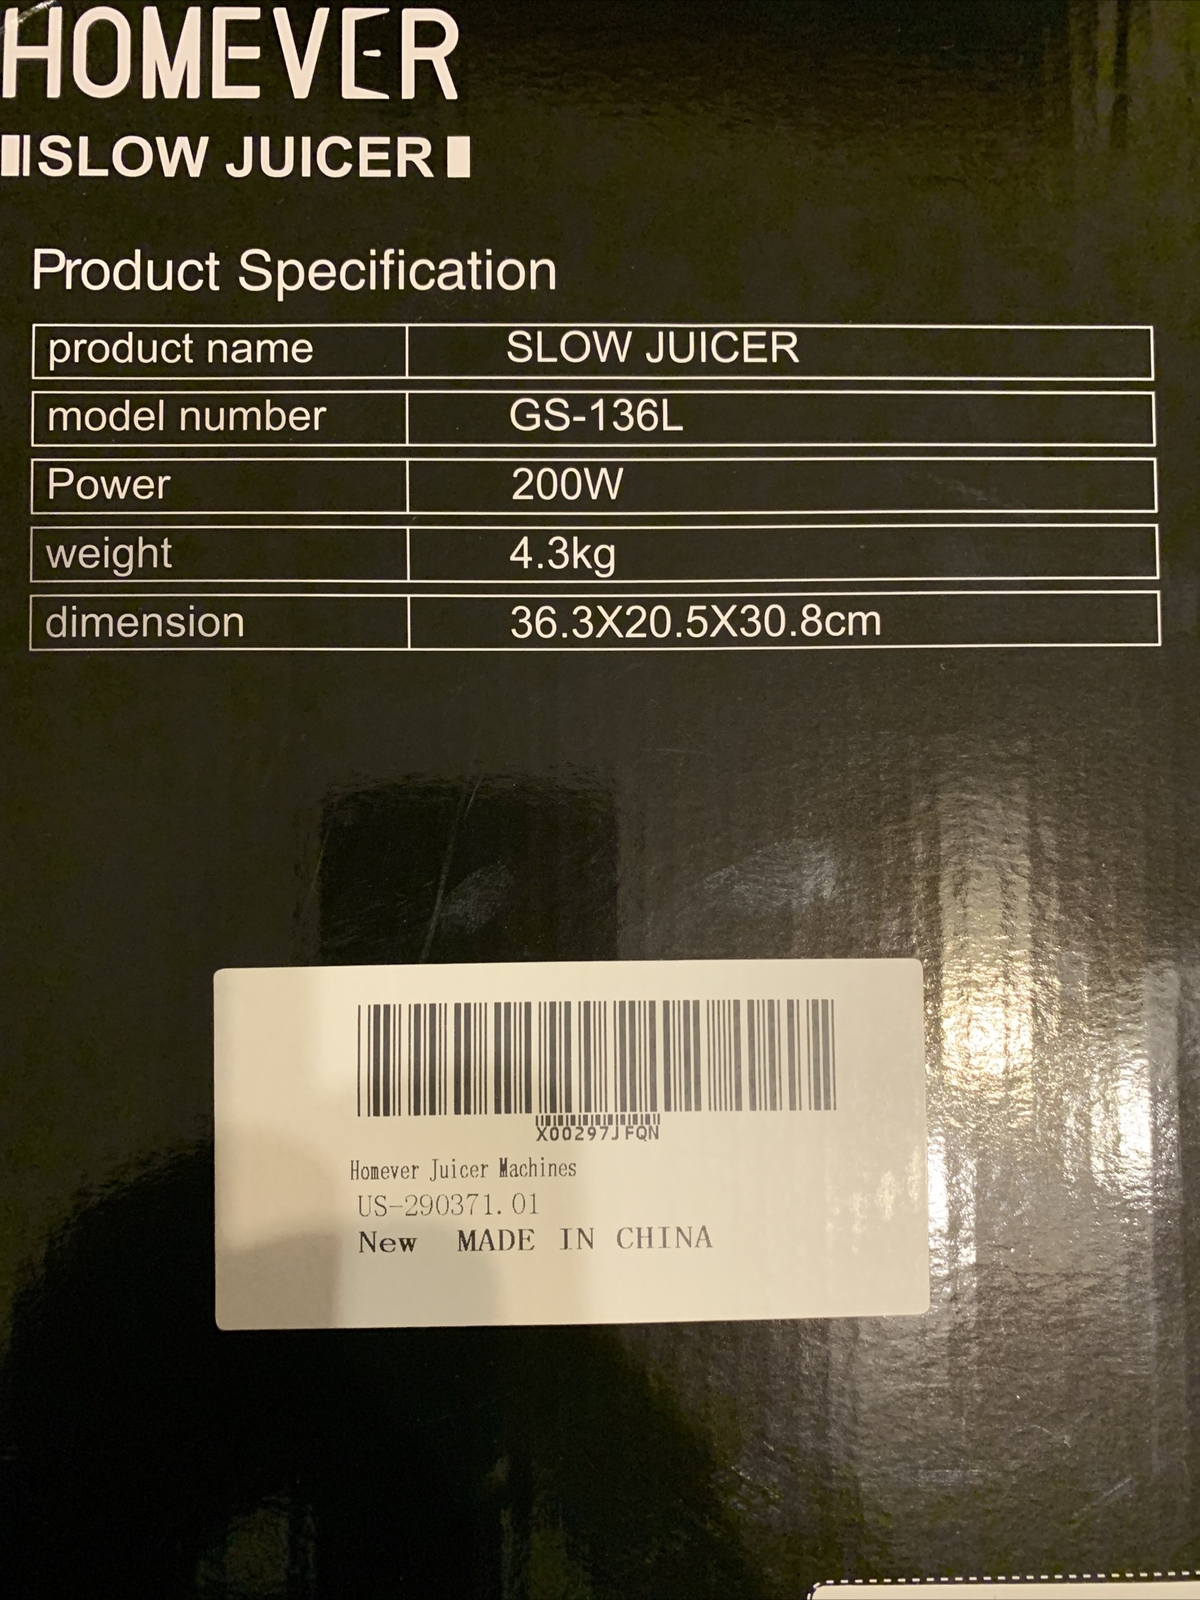 HOMEVER
SLOW JUICER
Product Specification
product name SLOW JUICER
model number GS-136L
Power 200W
weight 4.3kg
dimension 36.3X20.5X30.8cm
X00297JFQN
Homever Juicer Machines
US-290371.01
New MADE IN CHINA